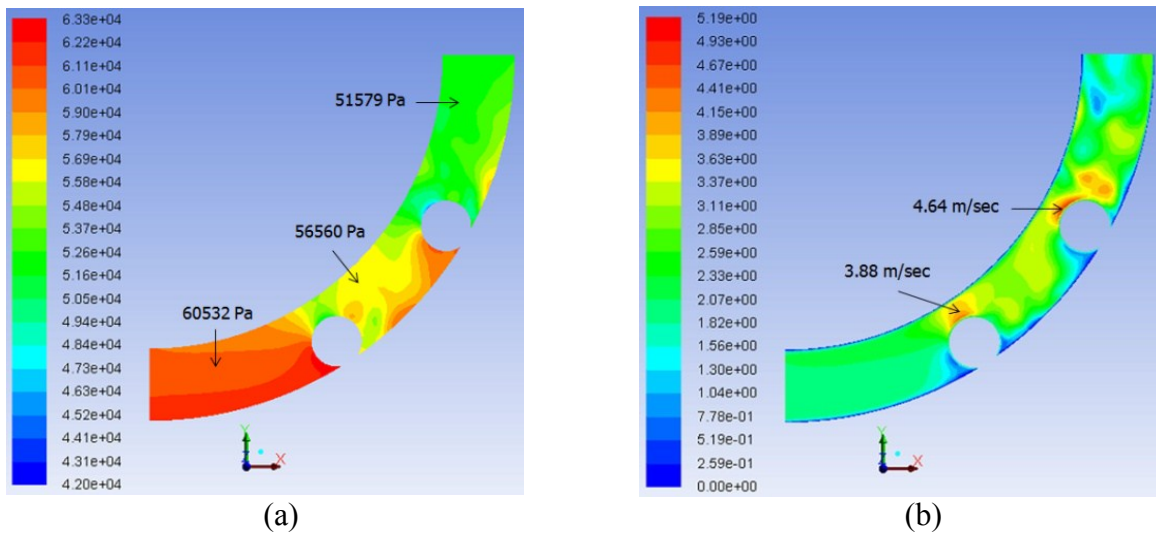 6.33e+04
6.22e+04
6.11e+04
6.01e+04
5.90e+04
5.79e+04
5.69e+04
5.58e+04
5.47e+04
5.37e+04
5.26e+04
5.16e+04
5.05e+04
4.94e+04
4.84e+04
4.73e+04
4.63e+04
4.52e+04
4.41e+04
4.31e+04
4.20e+04
51579 Pa
56560 Pa
60532 Pa
Y
Z
X
(a)
5.19e+00
4.93e+00
4.67e+00
4.41e+00
4.15e+00
3.89e+00
3.63e+00
3.37e+00
3.11e+00
2.85e+00
2.59e+00
2.33e+00
2.07e+00
1.82e+00
1.56e+00
1.30e+00
1.04e+00
7.78e-01
5.19e-01
2.59e-01
0.00e+00
4.64 m/sec
3.88 m/sec
Y
Z
X
(b)